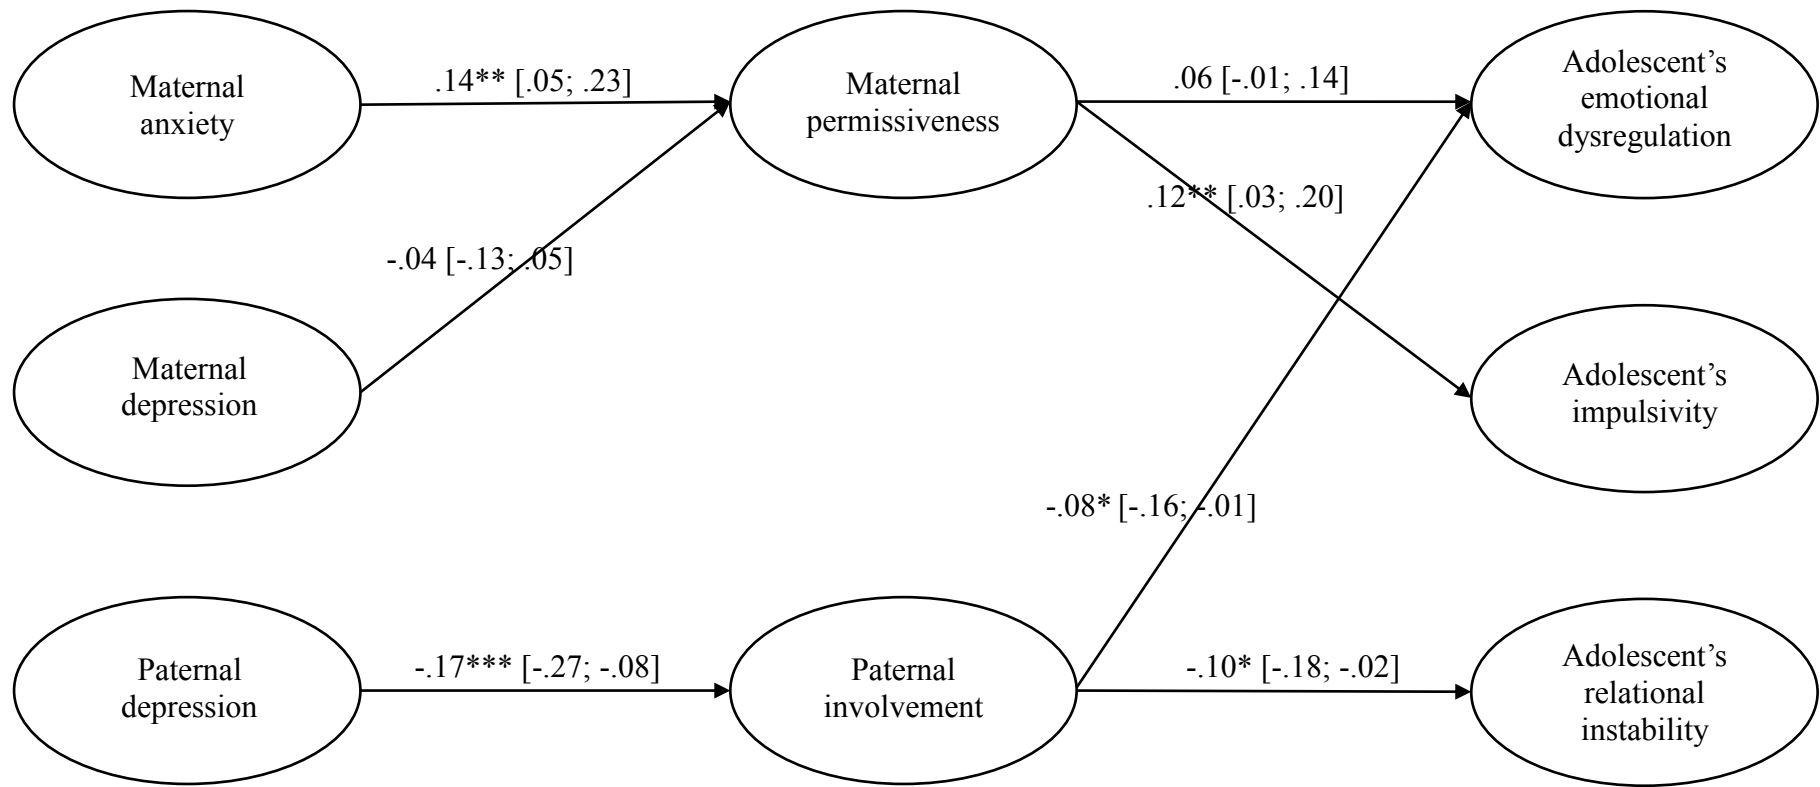 Maternal
anxiety
.14** [.05; .23]
Maternal
permissiveness
.06 [-.01; .14]
Adolescent’s
emotional
dysregulation
.12** [.03; .20]
-.04 [-.13; .05]
Maternal
depression
Adolescent’s
impulsivity
-.08* [-.16; -.01]
Paternal
depression
-.17*** [-.27; -.08]
Paternal
involvement
-.10* [-.18; -.02]
Adolescent’s
relational
instability